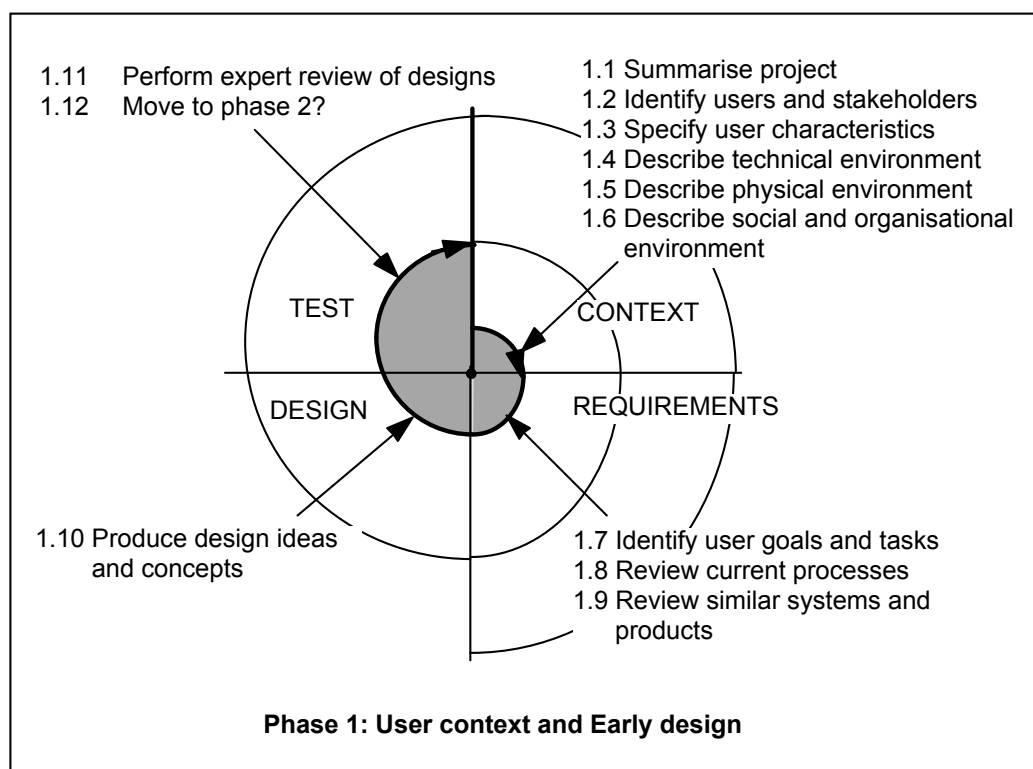 1.11 Perform expert review of designs
1.12 Move to phase 2?
1.1 Summarise project
1.2 Identify users and stakeholders
1.3 Specify user characteristics
1.4 Describe technical environment
1.5 Describe physical environment
1.6 Describe social and organisational
environment
TEST
CONTEXT
DESIGN
REQUIREMENTS
1.10 Produce design ideas
and concepts
1.7 Identify user goals and tasks
1.8 Review current processes
1.9 Review similar systems and
products
Phase 1: User context and Early design